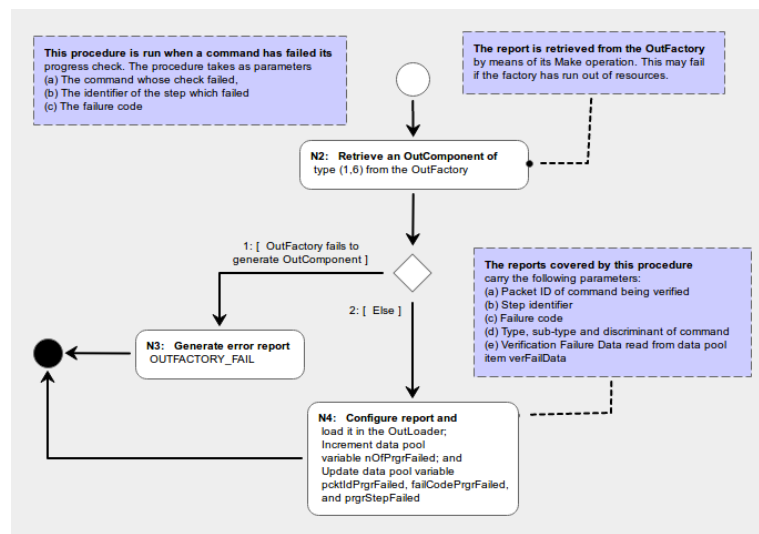 This procedure is run when a command has failed its
progress check. The procedure takes as parameters
(a) The command whose check failed,
(b) The identifier of the step which failed
(c) The failure code
The report is retrieved from the OutFactory
by means of its Make operation. This may fail
if the factory has run out of resources.
N2: Retrieve an OutComponent of
type (1,6) from the OutFactory
1: [ OutFactory fails to
generate OutComponent ]
2: [ Else ]
The reports covered by this procedure
carry the following parameters:
(a) Packet ID of command being verified
(b) Step identifier
(c) Failure code
(d) Type, sub-type and discriminant of command
(e) Verification Failure Data read from data pool
item verFailData
N3: Generate error report
OUTFACTORY_FAIL
N4: Configure report and
load it in the OutLoader;
Increment data pool
variable nOfPrgrFailed; and
Update data pool variable
pcktIdPrgrFailed, failCodePrgrFailed,
and prgrStepFailed